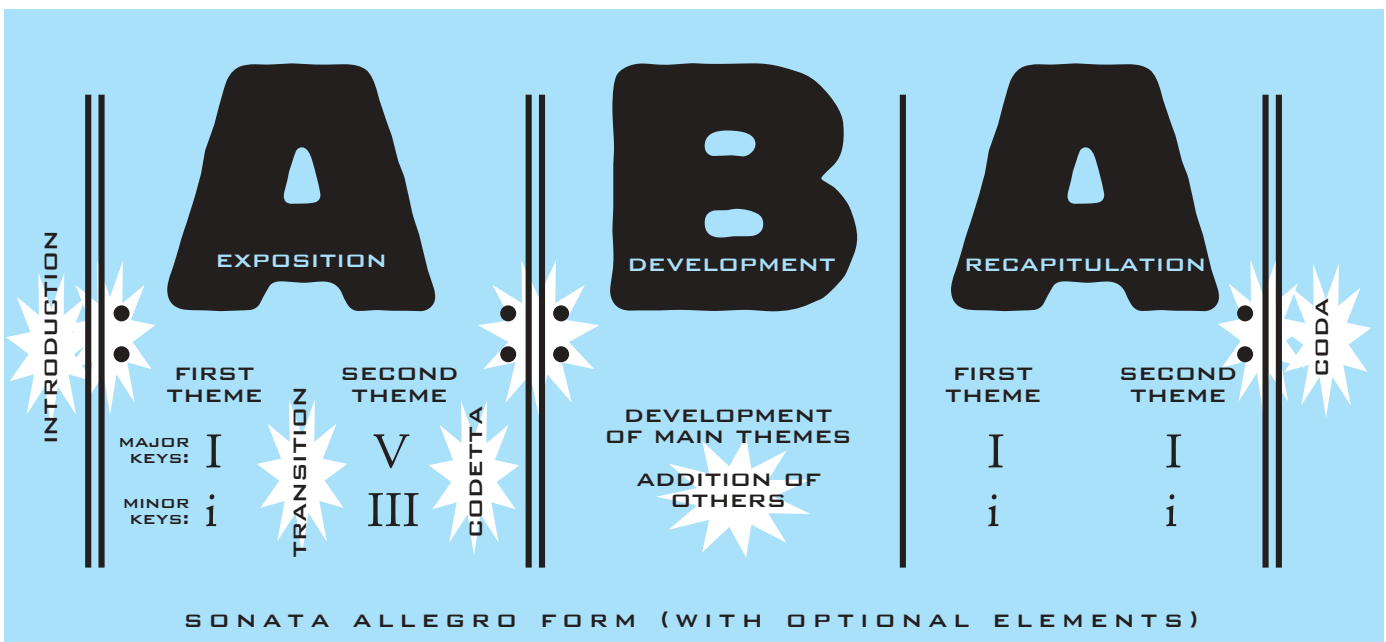 INTRODUCTION
A
EXPOSITION
FIRST
THEME
SECOND
THEME
MAJOR
KEYS: I
V
MINOR
KEYS: i
III
TRANSITION
CODETTA
B
DEVELOPMENT
DEVELOPMENT
OF MAIN THEMES
ADDITION OF
OTHERS
A
RECAPITULATION
FIRST
THEME
SECOND
THEME
I
I
i
i
CODA
SONATA ALLEGRO FORM (WITH OPTIONAL ELEMENTS)